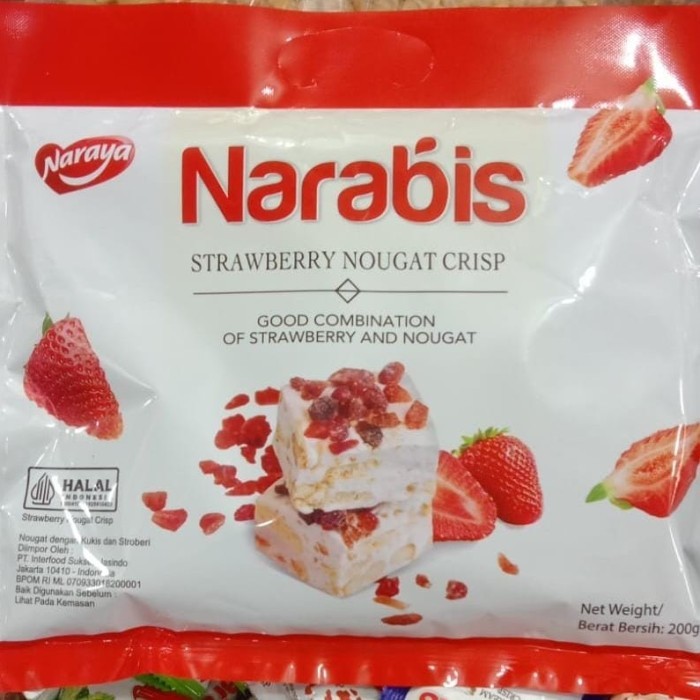 Naraya
Narabis
STRAWBERRY NOUGAT CRISP
GOOD COMBINATION
OF STRAWBERRY AND NOUGAT
HALAL
INDONESIA
Strawberry Nougat Crisp
Nougat dengan Kukis dan Stroberi
Diimpor Oleh :
PT. Interfood Sukses Jasindo
Jakarta 10410 - Indonesia
BPOM RI ML 070933018200001
Baik Digunakan Sebelum :
Lihat Pada Kemasan
Net Weight/
Berat Bersih: 200g